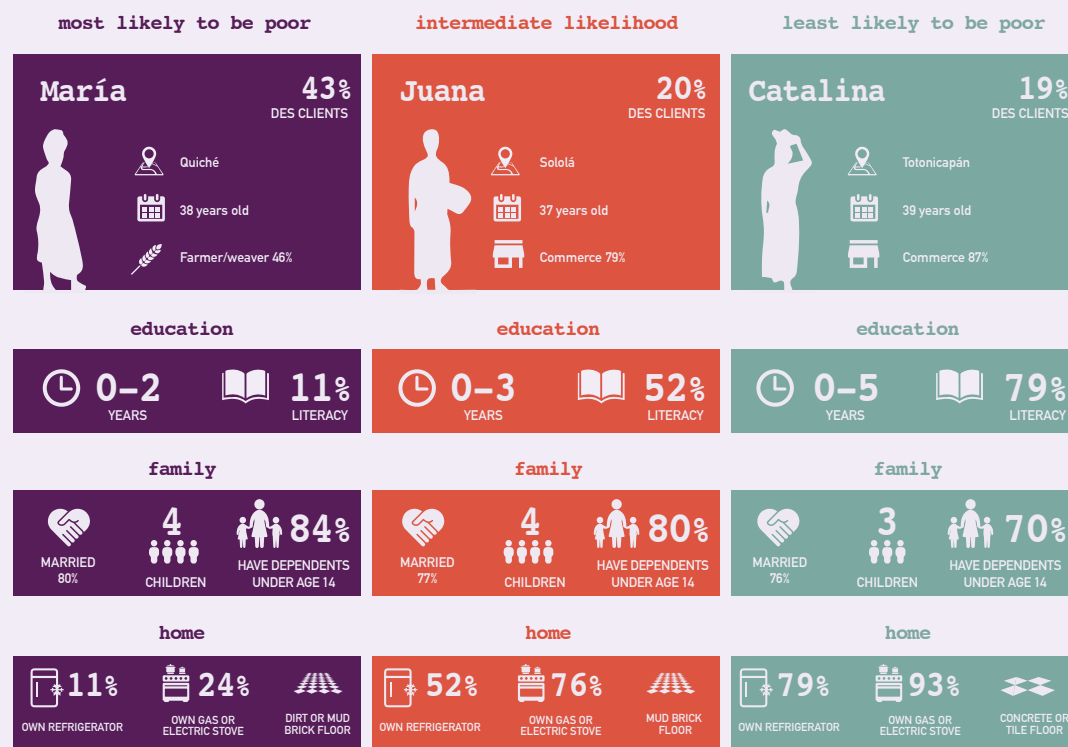 most likely to be poor
intermediate likelihood
least likely to be poor
María
43%
DES CLIENTS
Quiché
38 years old
Farmer/weaver 46%
Juana
20%
DES CLIENTS
Sololá
37 years old
Commerce 79%
Catalina
19%
DES CLIENTS
Totonicapán
39 years old
Commerce 87%
education
education
education
0–2
YEARS
11%
LITERACY
0–3
YEARS
52%
LITERACY
0–5
YEARS
79%
LITERACY
family
family
family
MARRIED
80%
4
CHILDREN
84%
HAVE DEPENDENTS
UNDER AGE 14
MARRIED
77%
4
CHILDREN
80%
HAVE DEPENDENTS
UNDER AGE 14
MARRIED
76%
3
CHILDREN
70%
HAVE DEPENDENTS
UNDER AGE 14
home
home
home
11%
OWN REFRIGERATOR
24%
OWN GAS OR
ELECTRIC STOVE
DIRT OR MUD
BRICK FLOOR
52%
OWN REFRIGERATOR
76%
OWN GAS OR
ELECTRIC STOVE
MUD BRICK
FLOOR
79%
OWN REFRIGERATOR
93%
OWN GAS OR
ELECTRIC STOVE
CONCRETE OR
TILE FLOOR